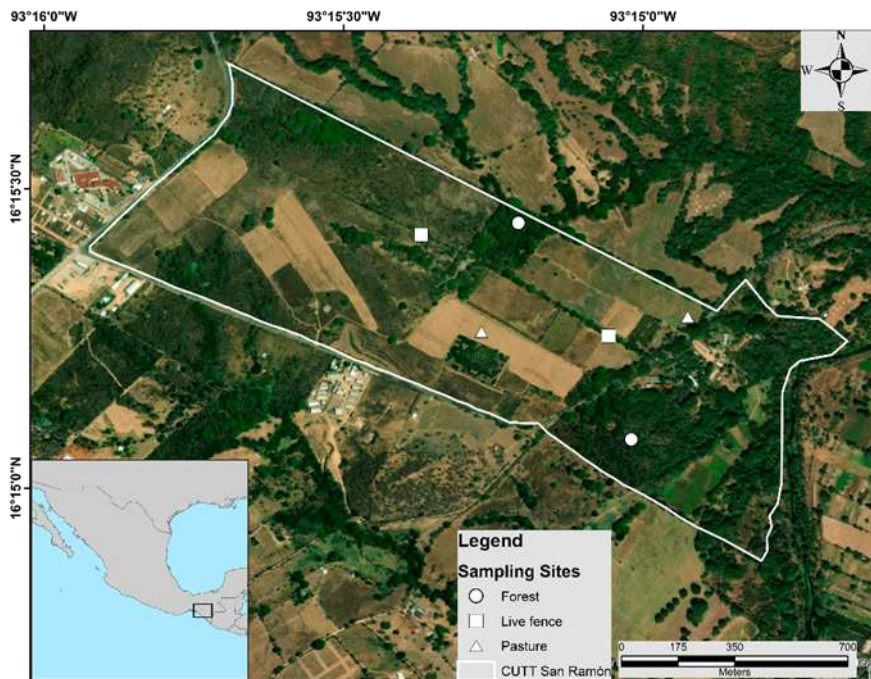 93°16'0"W
93°15'30"W
93°15'0"W
N
W
E
S
16°15'30"N
16°15'0"N
Legend
Sampling Sites
Forest
Live fence
Pasture
CUTT San Ramón
0 175 350 700
Meters